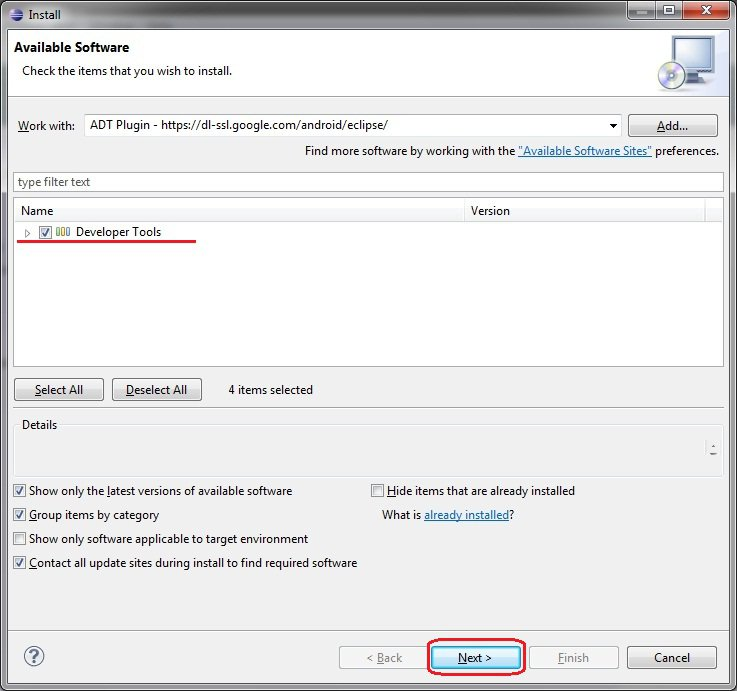 Install
Available Software
Check the items that you wish to install.
Work with: ADT Plugin - https://dl-ssl.google.com/android/eclipse/ Add...
Find more software by working with the "Available Software Sites" preferences.
type filter text
Name Version
Developer Tools
Select All Deselect All 4 items selected
Details
Show only the latest versions of available software Hide items that are already installed
Group items by category What is already installed?
Show only software applicable to target environment
Contact all update sites during install to find required software
? < Back Next > Finish Cancel